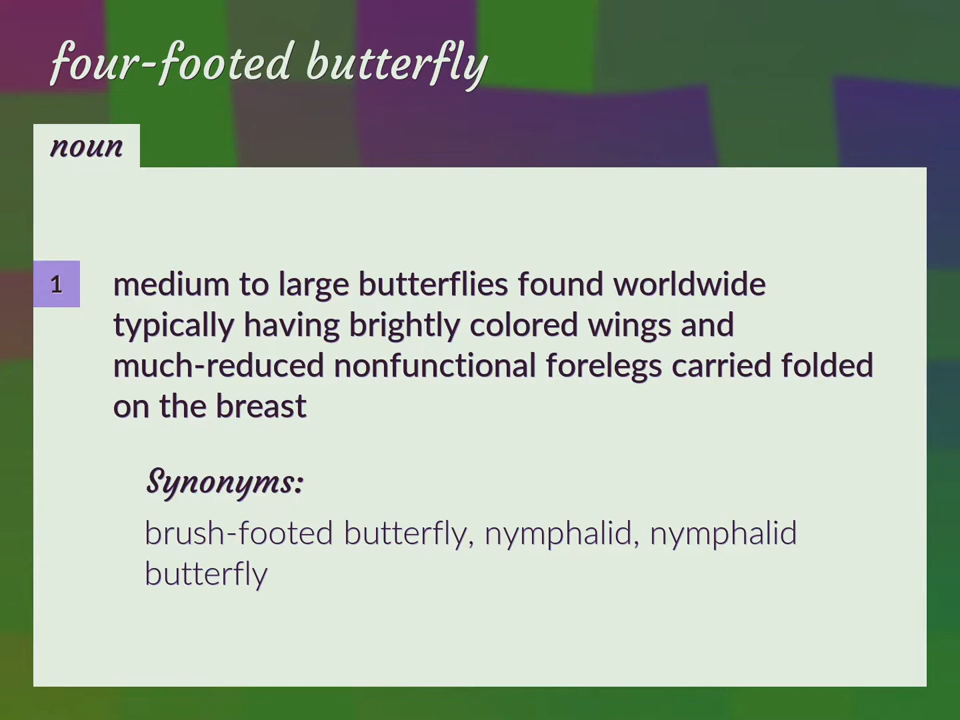 four-footed butterfly
noun
1
medium to large butterflies found worldwide
typically having brightly colored wings and
much-reduced nonfunctional forelegs carried folded
on the breast
Synonyms:
brush-footed butterfly, nymphalid, nymphalid
butterfly